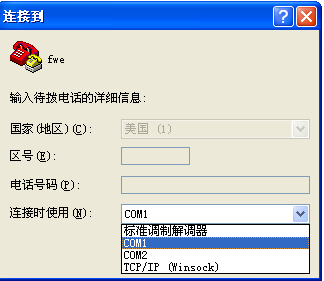 连接到
fwe
输入待拨电话的详细信息:
国家(地区)(C): 美国 (1)
区号(E):
电话号码(P):
连接时使用(N): COM1
标准调制解调器
COM1
COM2
TCP/IP (Winsock)